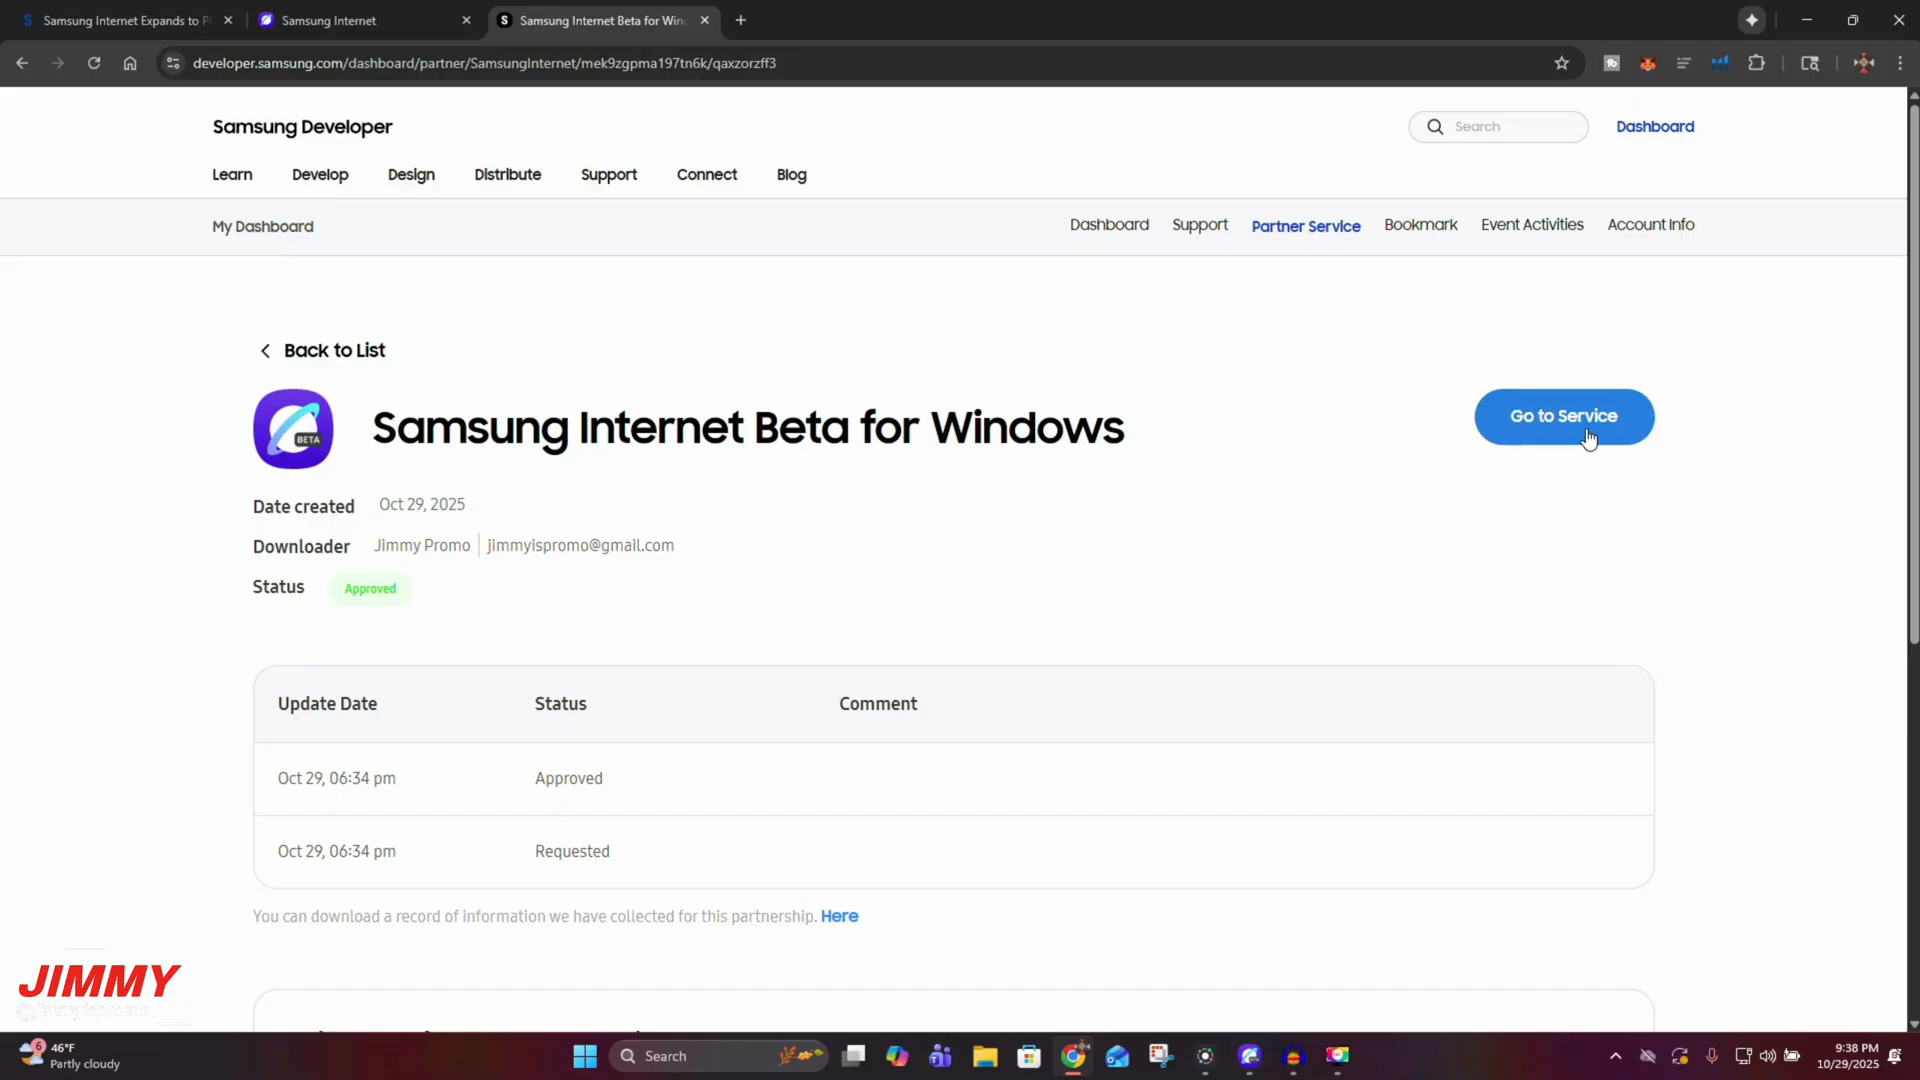 Samsung Internet Expands to P
Samsung Internet
Samsung Internet Beta for Win
developer.samsung.com/dashboard/partner/SamsungInternet/mek9zgpma197tn6k/qaxzorzff3
Samsung Developer
Search
Dashboard
Learn Develop Design Distribute Support Connect Blog
My Dashboard
Dashboard Support Partner Service Bookmark Event Activities Account Info
Back to List
BETA
Samsung Internet Beta for Windows
Go to Service
Date created Oct 29, 2025
Downloader Jimmy Promo jimmyispromo@gmail.com
Status Approved
Update Date Status Comment
Oct 29, 06:34 pm Approved
Oct 29, 06:34 pm Requested
You can download a record of information we have collected for this partnership. Here
JIMMY
@jimmyispromo
6
46°F
Partly cloudy
Search
9:38 PM
10/29/2025